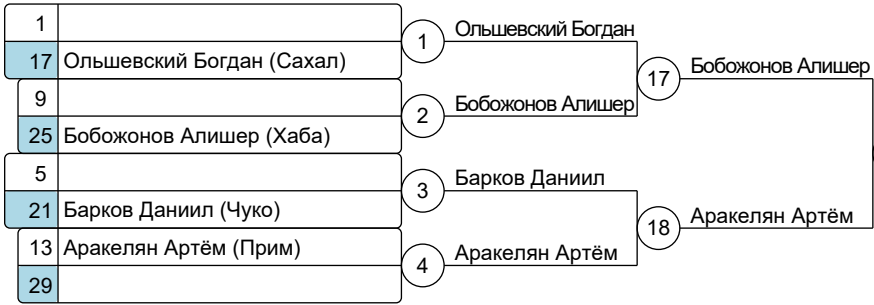 1
17 Ольшевский Богдан (Сахал)
9
25 Бобожонов Алишер (Хаба)
5
21 Барков Даниил (Чуко)
13 Аракелян Артём (Прим)
29
1 Ольшевский Богдан
2 Бобожонов Алишер
3 Барков Даниил
4 Аракелян Артём
17 Бобожонов Алишер
18 Аракелян Артём